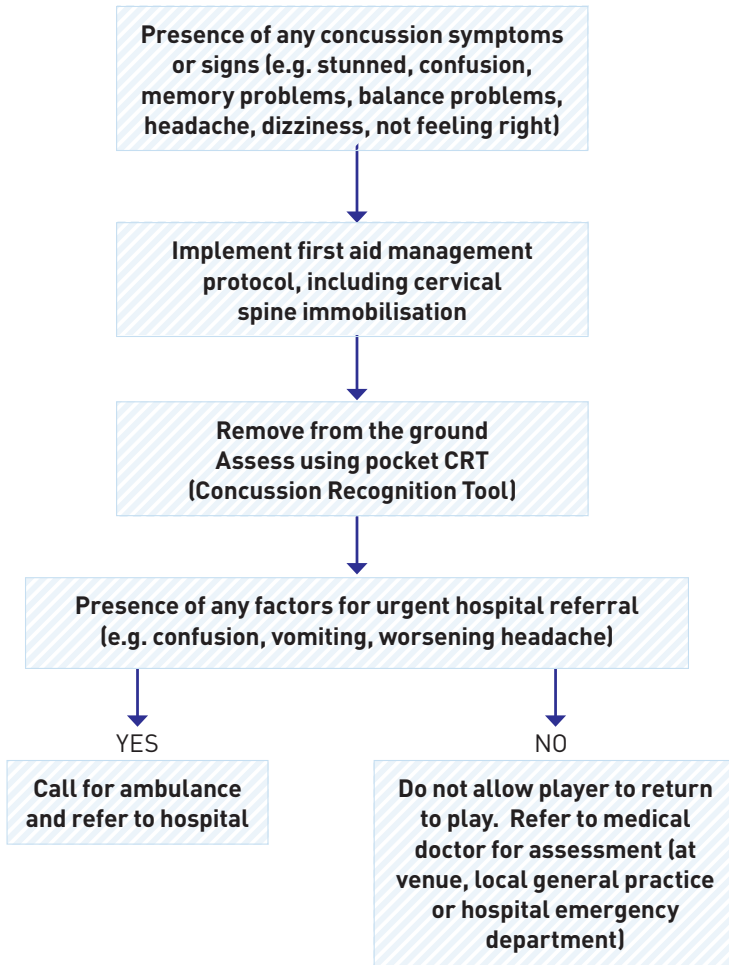 Presence of any concussion symptoms
or signs (e.g. stunned, confusion,
memory problems, balance problems,
headache, dizziness, not feeling right)
Implement first aid management
protocol, including cervical
spine immobilisation
Remove from the ground
Assess using pocket CRT
(Concussion Recognition Tool)
Presence of any factors for urgent hospital referral
(e.g. confusion, vomiting, worsening headache)
YES
Call for ambulance
and refer to hospital
NO
Do not allow player to return
to play. Refer to medical
doctor for assessment (at
venue, local general practice
or hospital emergency
department)